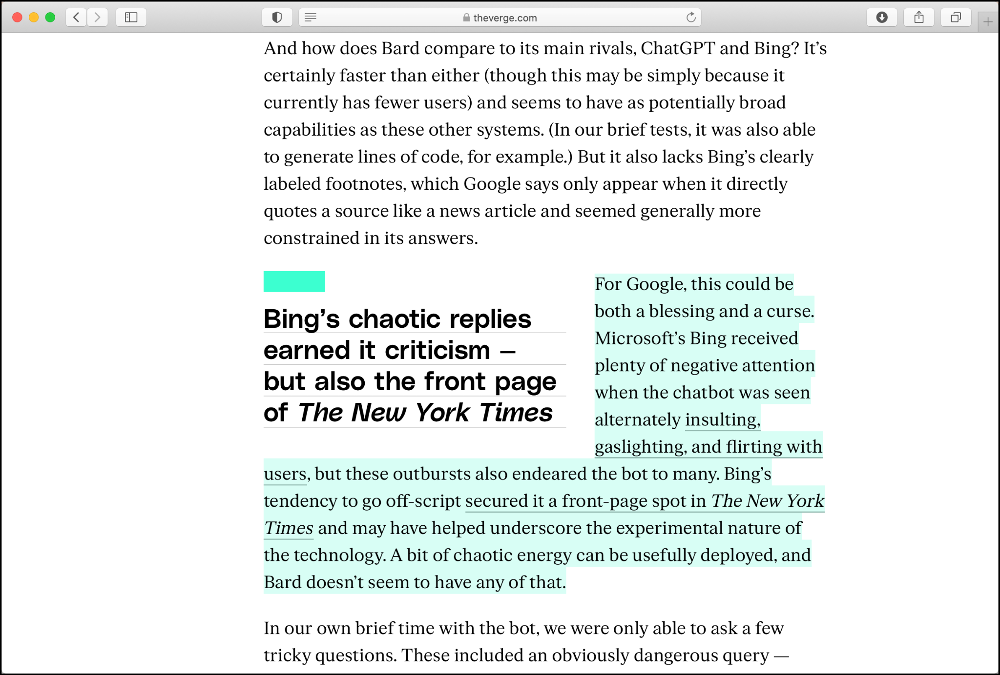 theverge.com
And how does Bard compare to its main rivals, ChatGPT and Bing? It’s
certainly faster than either (though this may be simply because it
currently has fewer users) and seems to have as potentially broad
capabilities as these other systems. (In our brief tests, it was also able
to generate lines of code, for example.) But it also lacks Bing’s clearly
labeled footnotes, which Google says only appear when it directly
quotes a source like a news article and seemed generally more
constrained in its answers.
Bing’s chaotic replies
earned it criticism —
but also the front page
of The New York Times
For Google, this could be
both a blessing and a curse.
Microsoft’s Bing received
plenty of negative attention
when the chatbot was seen
alternately insulting,
gaslighting, and flirting with
users, but these outbursts also endeared the bot to many. Bing’s
tendency to go off-script secured it a front-page spot in The New York
Times and may have helped underscore the experimental nature of
the technology. A bit of chaotic energy can be usefully deployed, and
Bard doesn’t seem to have any of that.
In our own brief time with the bot, we were only able to ask a few
tricky questions. These included an obviously dangerous query —